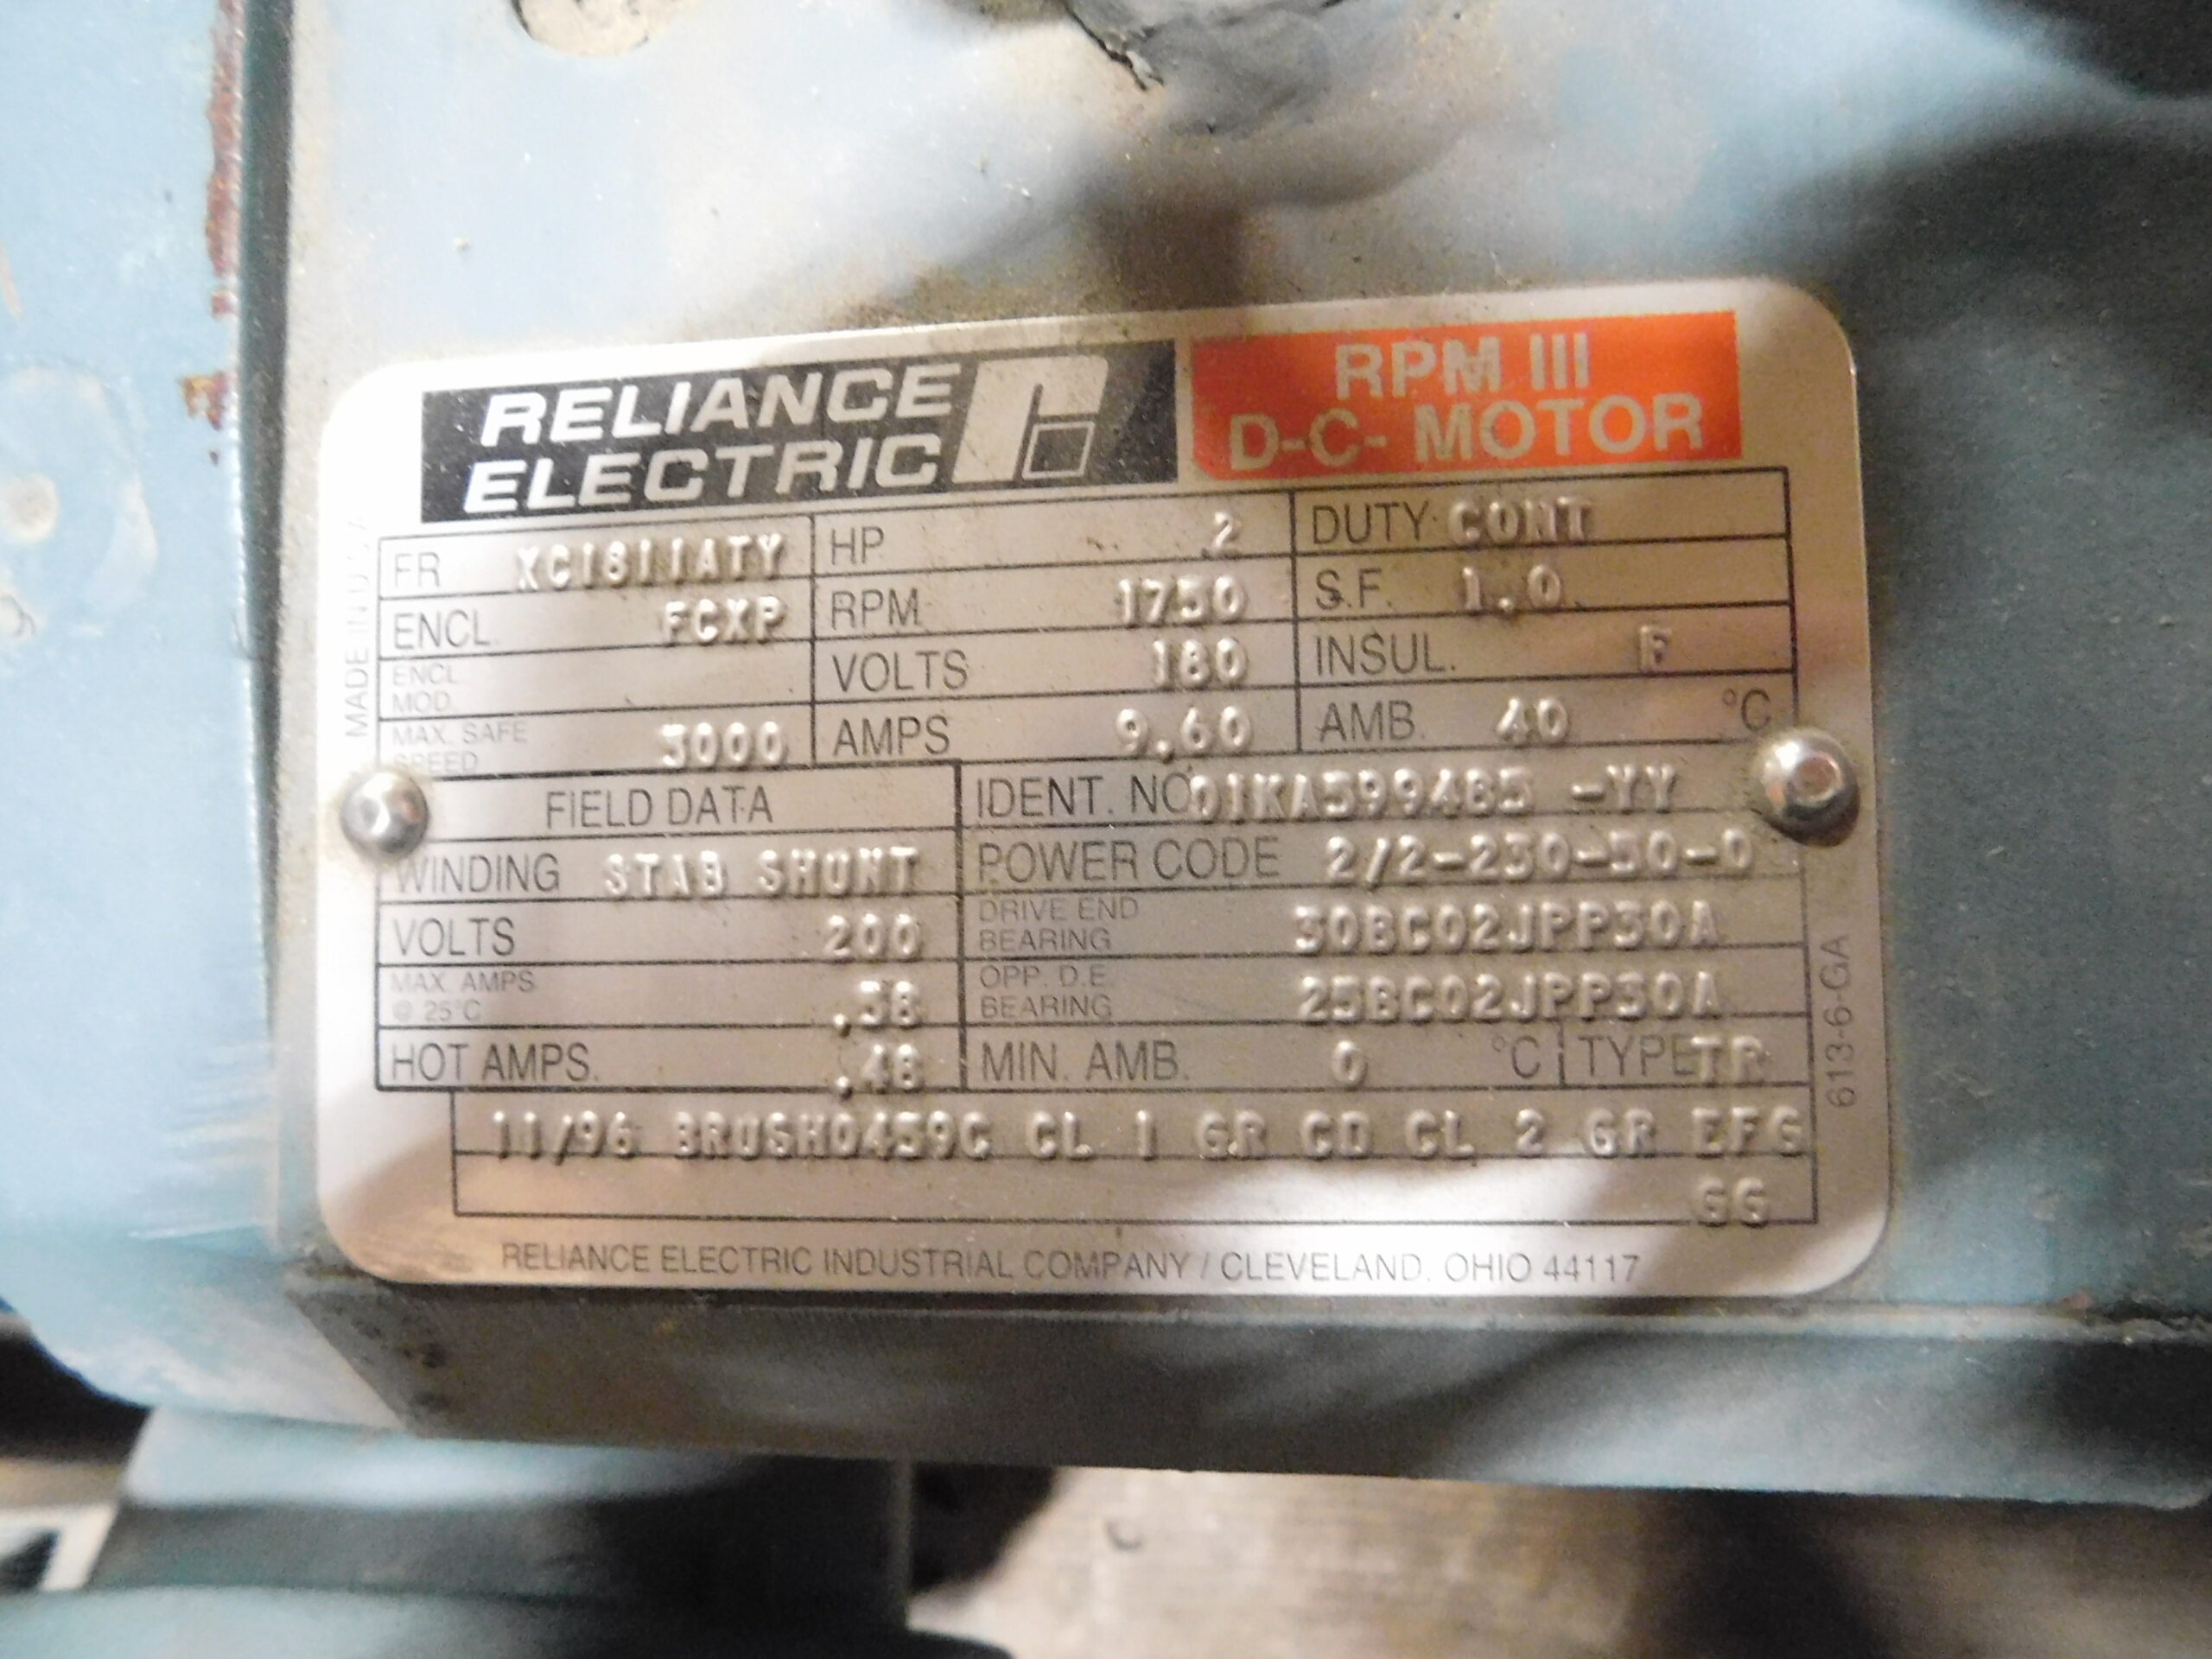 RELIANCE
ELECTRIC
RPM III
D-C- MOTOR
MADE IN U.S.A.
FR XC1811ATY
HP 2
DUTY CONT
ENCL. FCXP
RPM 1750
S.F. 1.0
ENCL.
MOD.
VOLTS 180
INSUL. F
MAX. SAFE
SPEED 3000
AMPS 9.60
AMB. 40 °C
FIELD DATA
IDENT. NO.
-YY
WINDING STAB SHUNT
POWER CODE 2/2-230-50-0
VOLTS 200
DRIVE END
BEARING 30BC02JPP30A
MAX. AMPS
@ 25°C
OPP. D.E.
BEARING 25BC02JPP30A
HOT AMPS. .48
MIN. AMB. 0 °C TYPE TR
11/96 BRUSH CL 1 GR CD CL 2 GR EFG
GG
613-6-GA
RELIANCE ELECTRIC INDUSTRIAL COMPANY / CLEVELAND, OHIO 44117